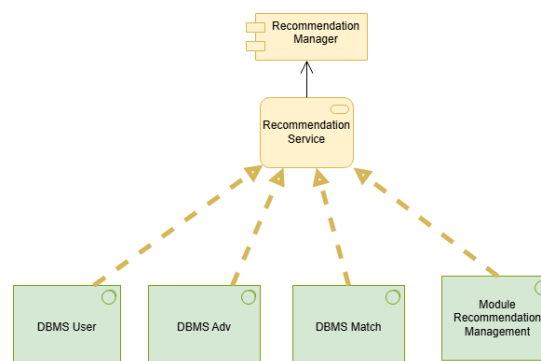 Recommendation
Manager
Recommendation
Service
DBMS User
DBMS Adv
DBMS Match
Module
Recommendation
Management